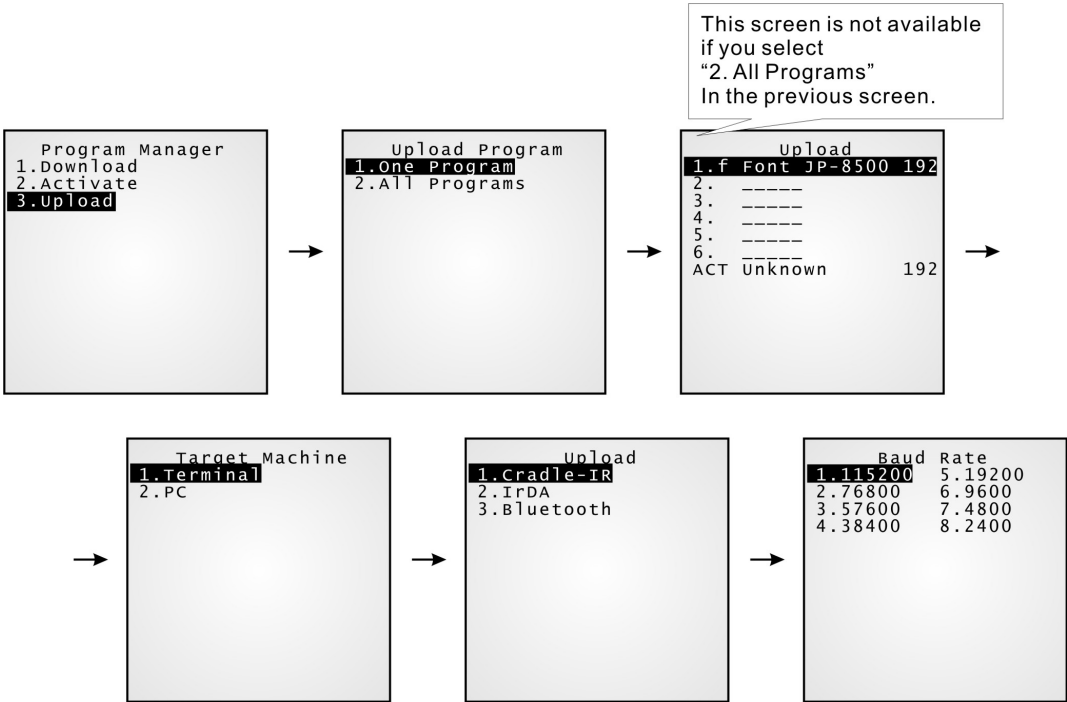 This screen is not available
if you select
“2. All Programs”
In the previous screen.
Program Manager
1.Download
2.Activate
3.Upload
Upload Program
1.One Program
2.All Programs
Upload
1.f Font JP-8500 192
2. _____
3. _____
4. _____
5. _____
6. _____
ACT Unknown 192
Target Machine
1.Terminal
2.PC
Upload
1.Cradle-IR
2.IrDA
3.Bluetooth
Baud Rate
1.115200 5.19200
2.76800 6.9600
3.57600 7.4800
4.38400 8.2400